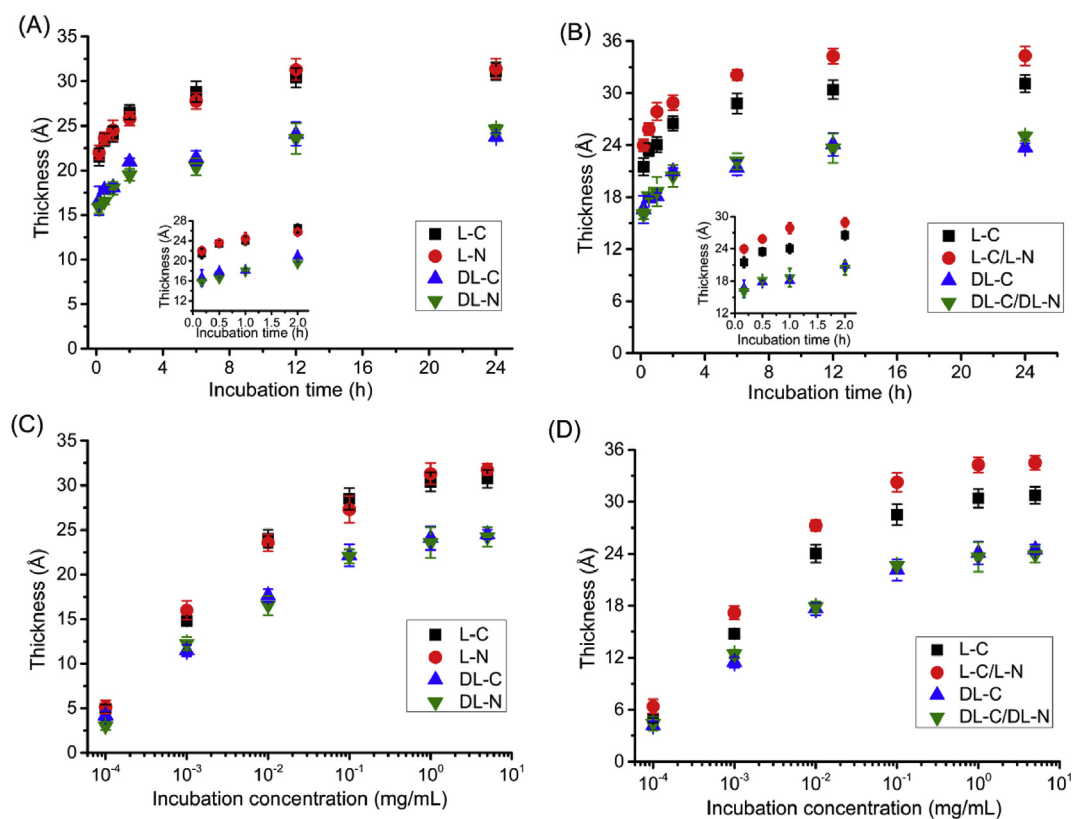 (A)
35
30
25
20
15
10
5
0
Thickness (Å)
0 4 8 12 16 20 24
Incubation time (h)
L-C
L-N
DL-C
DL-N
28
24
20
16
12
Thickness (Å)
0.0 0.5 1.0 1.5 2.0
Incubation time (h)
(B)
36
30
24
18
12
6
0
Thickness (Å)
0 4 8 12 16 20 24
Incubation time (h)
L-C
L-C/L-N
DL-C
DL-C/DL-N
30
24
18
12
Thickness (Å)
0.0 0.5 1.0 1.5 2.0
Incubation time (h)
(C)
35
30
25
20
15
10
5
0
Thickness (Å)
10⁻⁴ 10⁻³ 10⁻² 10⁻¹ 10⁰ 10¹
Incubation concentration (mg/mL)
L-C
L-N
DL-C
DL-N
(D)
36
30
24
18
12
6
0
Thickness (Å)
10⁻⁴ 10⁻³ 10⁻² 10⁻¹ 10⁰ 10¹
Incubation concentration (mg/mL)
L-C
L-C/L-N
DL-C
DL-C/DL-N